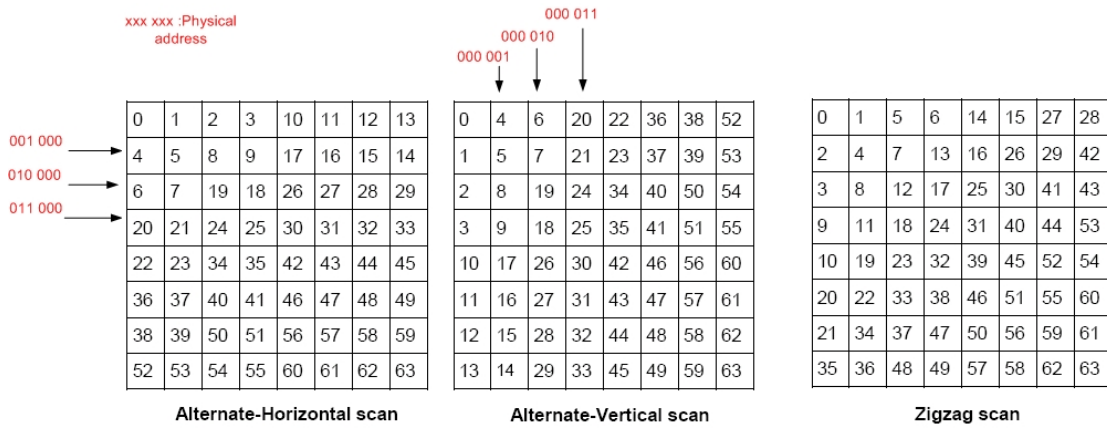 xxx xxx :Physical
address
000 011
000 010
000 001
001 000
010 000
011 000
0 1 2 3 10 11 12 13
4 5 8 9 17 16 15 14
6 7 19 18 26 27 28 29
20 21 24 25 30 31 32 33
22 23 34 35 42 43 44 45
36 37 40 41 46 47 48 49
38 39 50 51 56 57 58 59
52 53 54 55 60 61 62 63
Alternate-Horizontal scan
0 4 6 20 22 36 38 52
1 5 7 21 23 37 39 53
2 8 19 24 34 40 50 54
3 9 18 25 35 41 51 55
10 17 26 30 42 46 56 60
11 16 27 31 43 47 57 61
12 15 28 32 44 48 58 62
13 14 29 33 45 49 59 63
Alternate-Vertical scan
0 1 5 6 14 15 27 28
2 4 7 13 16 26 29 42
3 8 12 17 25 30 41 43
9 11 18 24 31 40 44 53
10 19 23 32 39 45 52 54
20 22 33 38 46 51 55 60
21 34 37 47 50 56 59 61
35 36 48 49 57 58 62 63
Zigzag scan